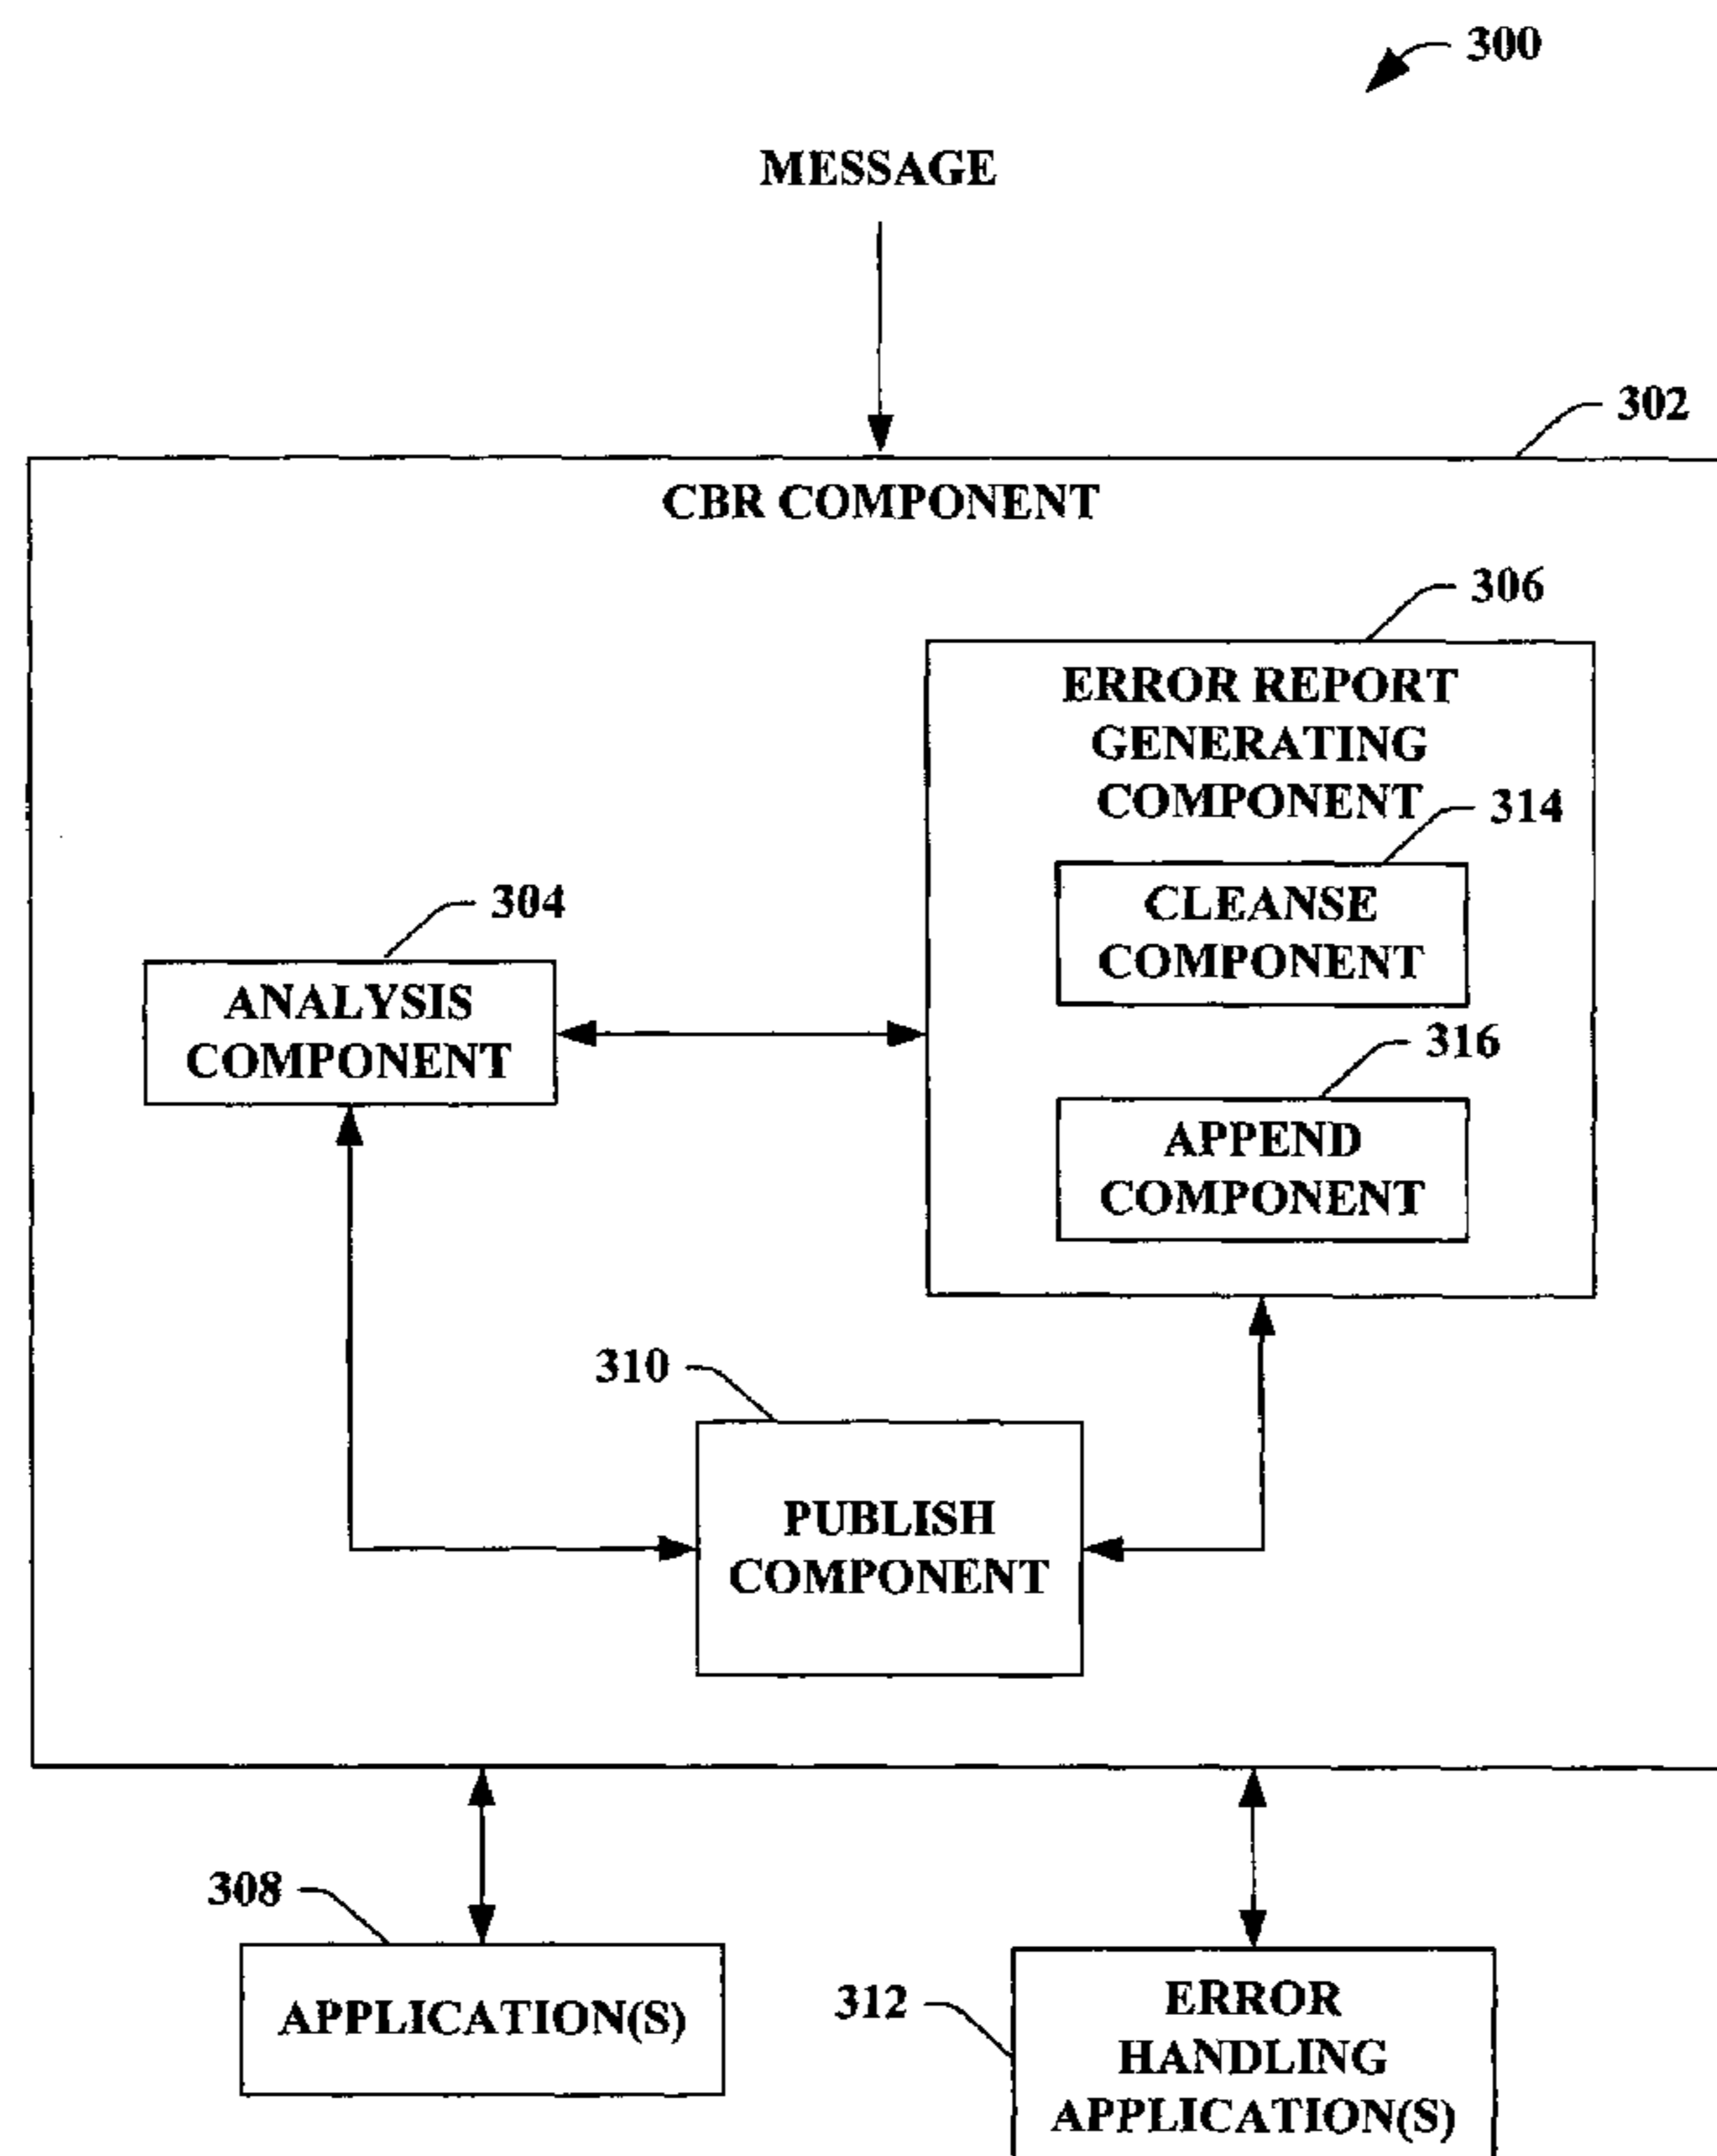 300
MESSAGE
302
CBR COMPONENT
306
ERROR REPORT
GENERATING
COMPONENT
314
CLEANSE
COMPONENT
304
ANALYSIS
COMPONENT
316
APPEND
COMPONENT
310
PUBLISH
COMPONENT
308
APPLICATION(S)
312
ERROR
HANDLING
APPLICATION(S)